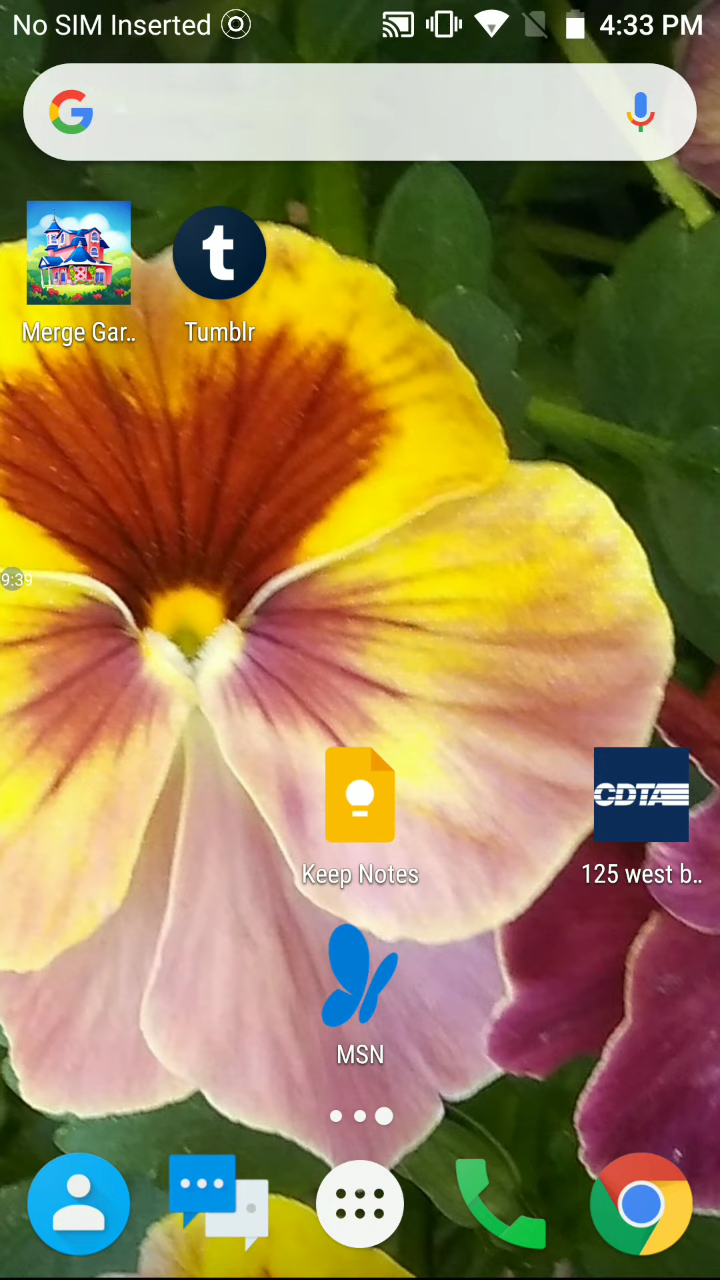 No SIM Inserted
4:33 PM
Merge Gar..
t
Tumblr
9:39
Keep Notes
CDTA
125 west b..
MSN